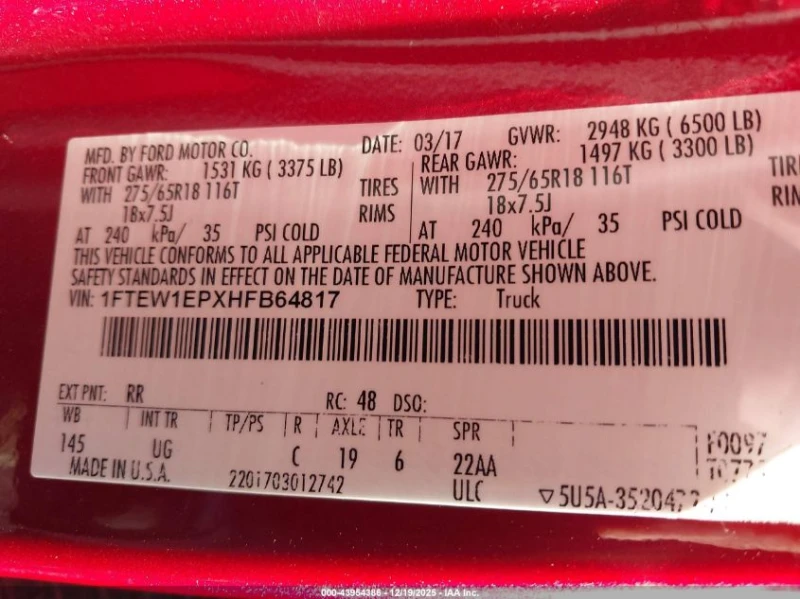 MFD. BY FORD MOTOR CO. DATE: 03/17 GVWR: 2948 KG ( 6500 LB)
FRONT GAWR: 1531 KG ( 3375 LB) REAR GAWR: 1497 KG ( 3300 LB)
WITH 275/65R18 116T TIRES WITH 275/65R18 116T
18x7.5J RIMS 18x7.5J
AT 240 kPa/ 35 PSI COLD AT 240 kPa/ 35 PSI COLD
THIS VEHICLE CONFORMS TO ALL APPLICABLE FEDERAL MOTOR VEHICLE
SAFETY STANDARDS IN EFFECT ON THE DATE OF MANUFACTURE SHOWN ABOVE.
VIN: 1FTEW1EPXHFB64817 TYPE: Truck
EXT PNT: RR RC: 48 DSO:
WB INT TR TP/PS R AXLE TR SPR
145 UG C 19 6 22AA
MADE IN U.S.A. 2201703012742 ULC
000-43954386 - 12/19/2025 - IAA Inc.